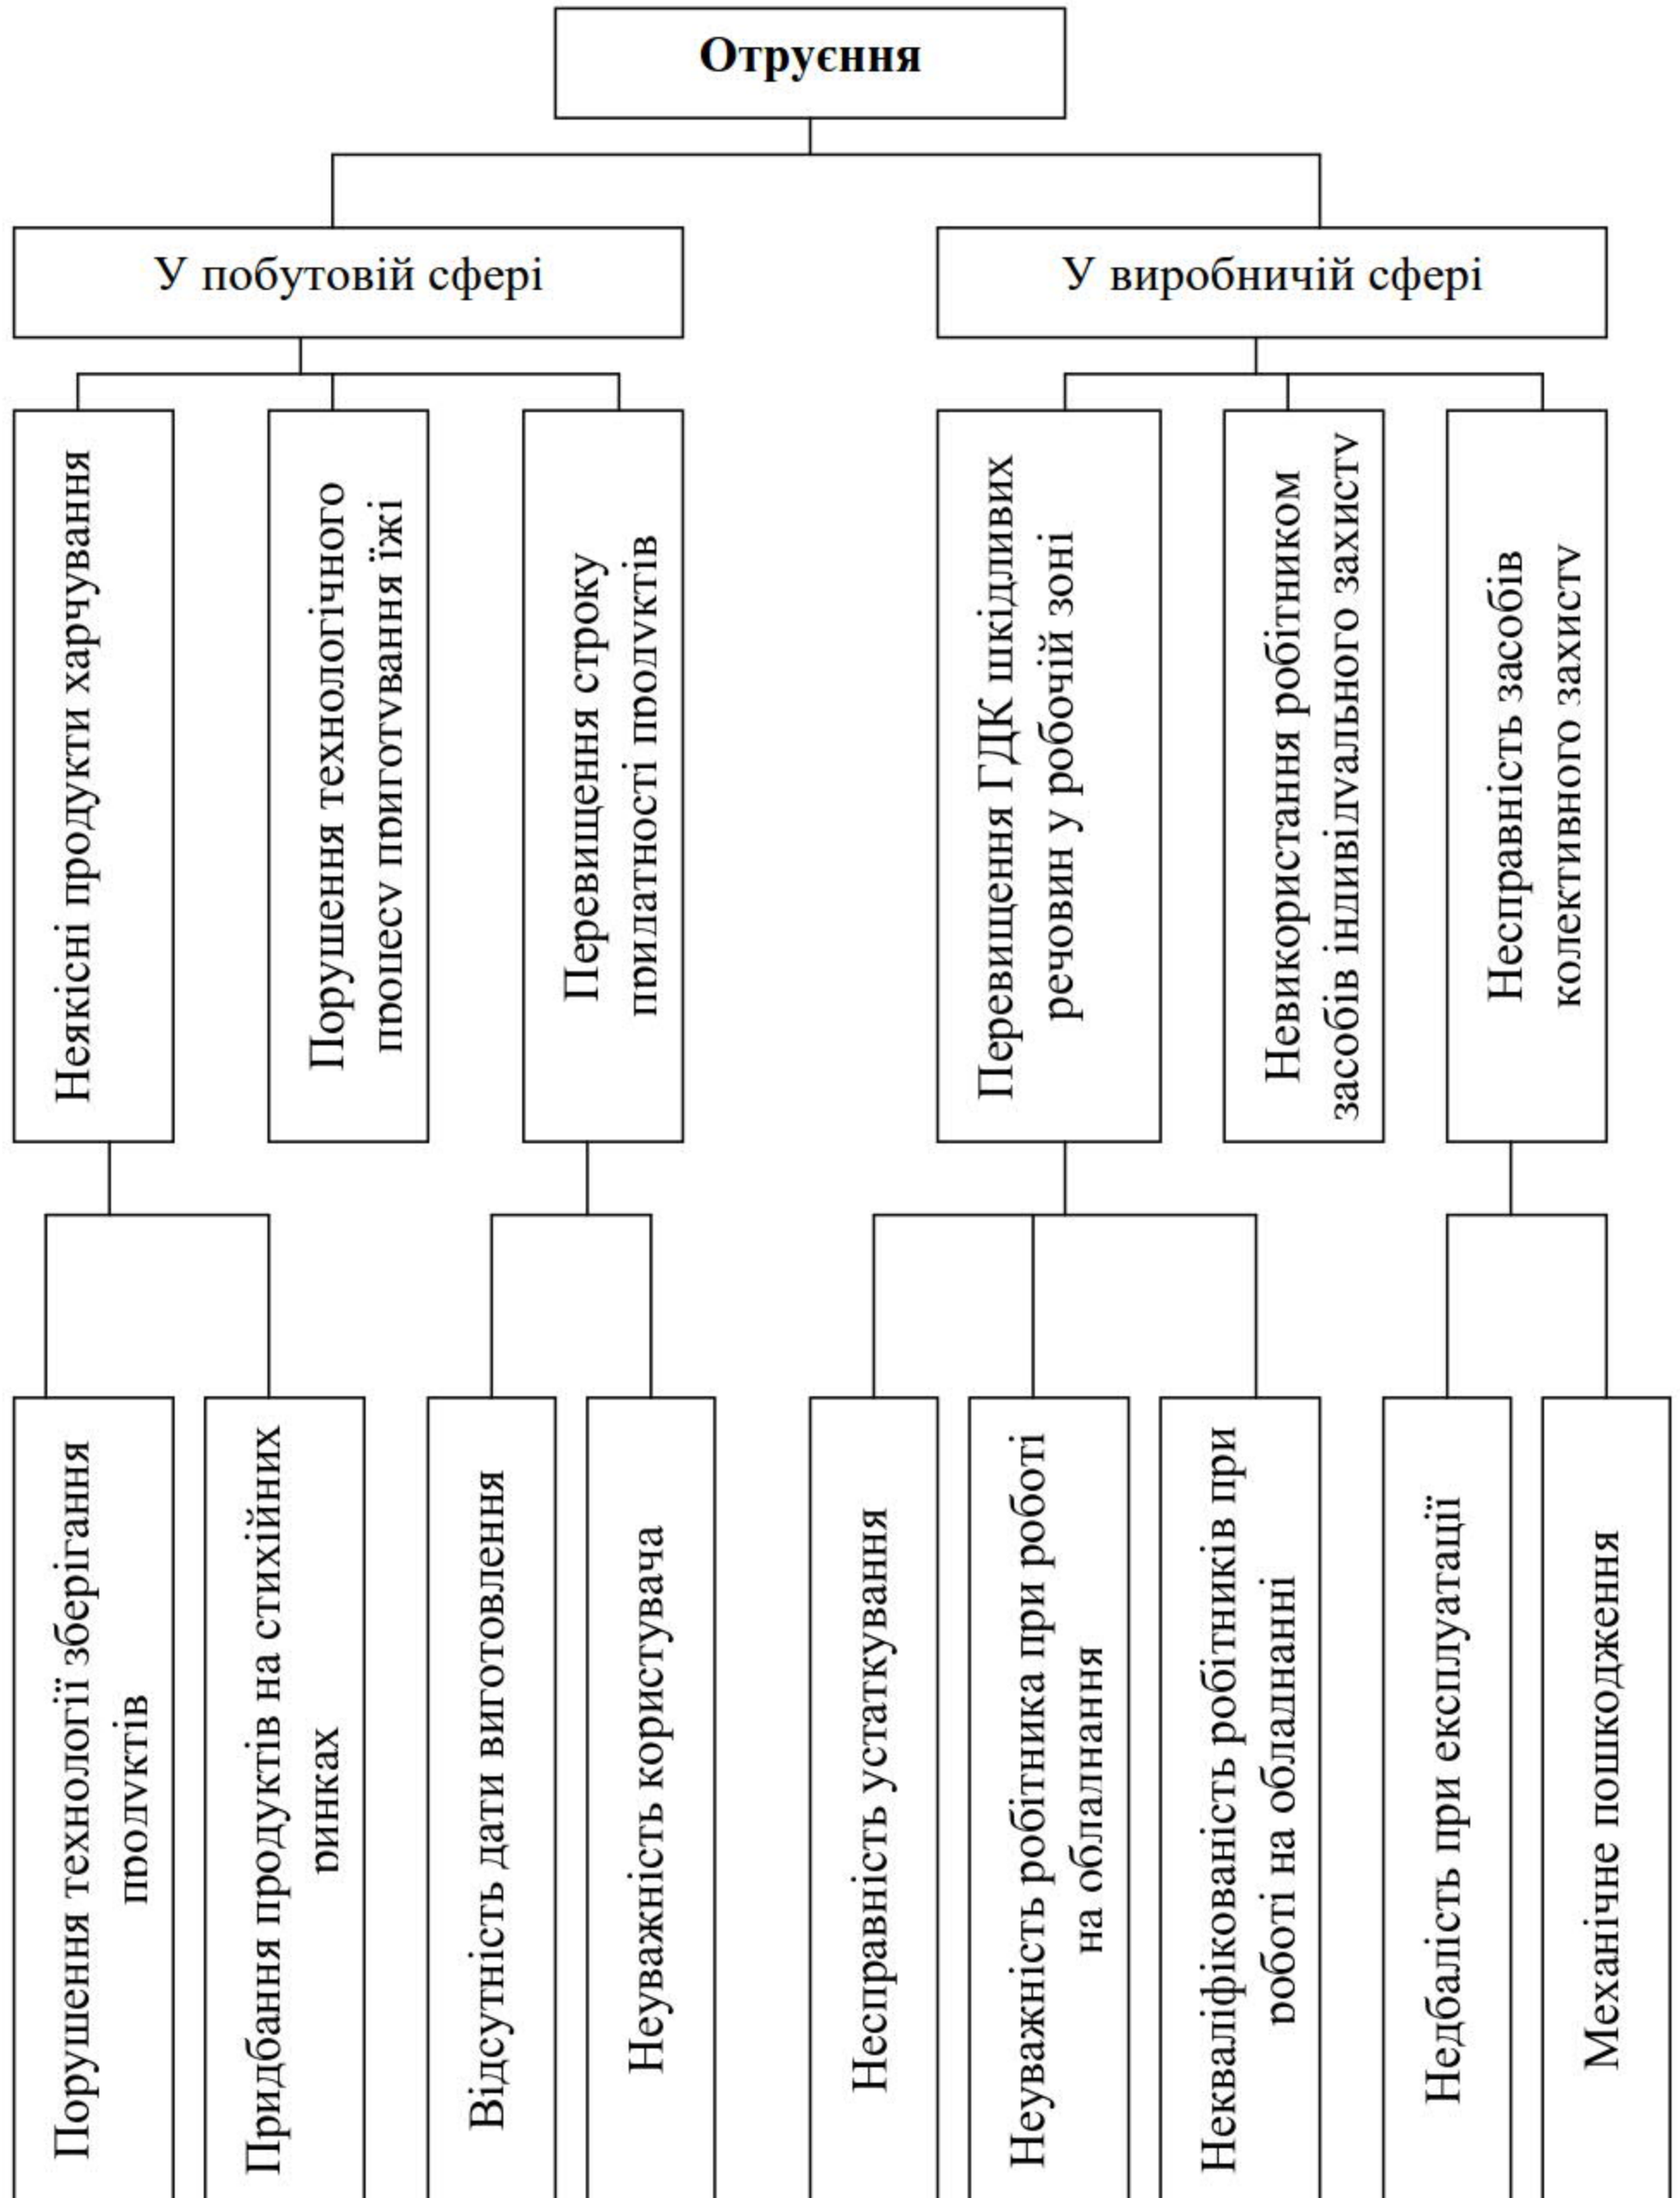 Отруєння
У побутовій сфері
У виробничій сфері
Неякісні продукти харчування
Порушення технологічного
процесу приготування їжі
Перевищення строку
придатності продуктів
Перевищення ГДК шкідливих
речовин у робочій зоні
Невикористання робітником
засобів індивідуального захисту
Несправність засобів
колективного захисту
Порушення технології зберігання
продуктів
Придбання продуктів на стихійних
ринках
Відсутність дати виготовлення
Неуважність користувача
Несправність устаткування
Неуважність робітника при роботі
на обладнання
Некваліфікованість робітників при
роботі на обладнанні
Недбалість при експлуатації
Механічне пошкодження